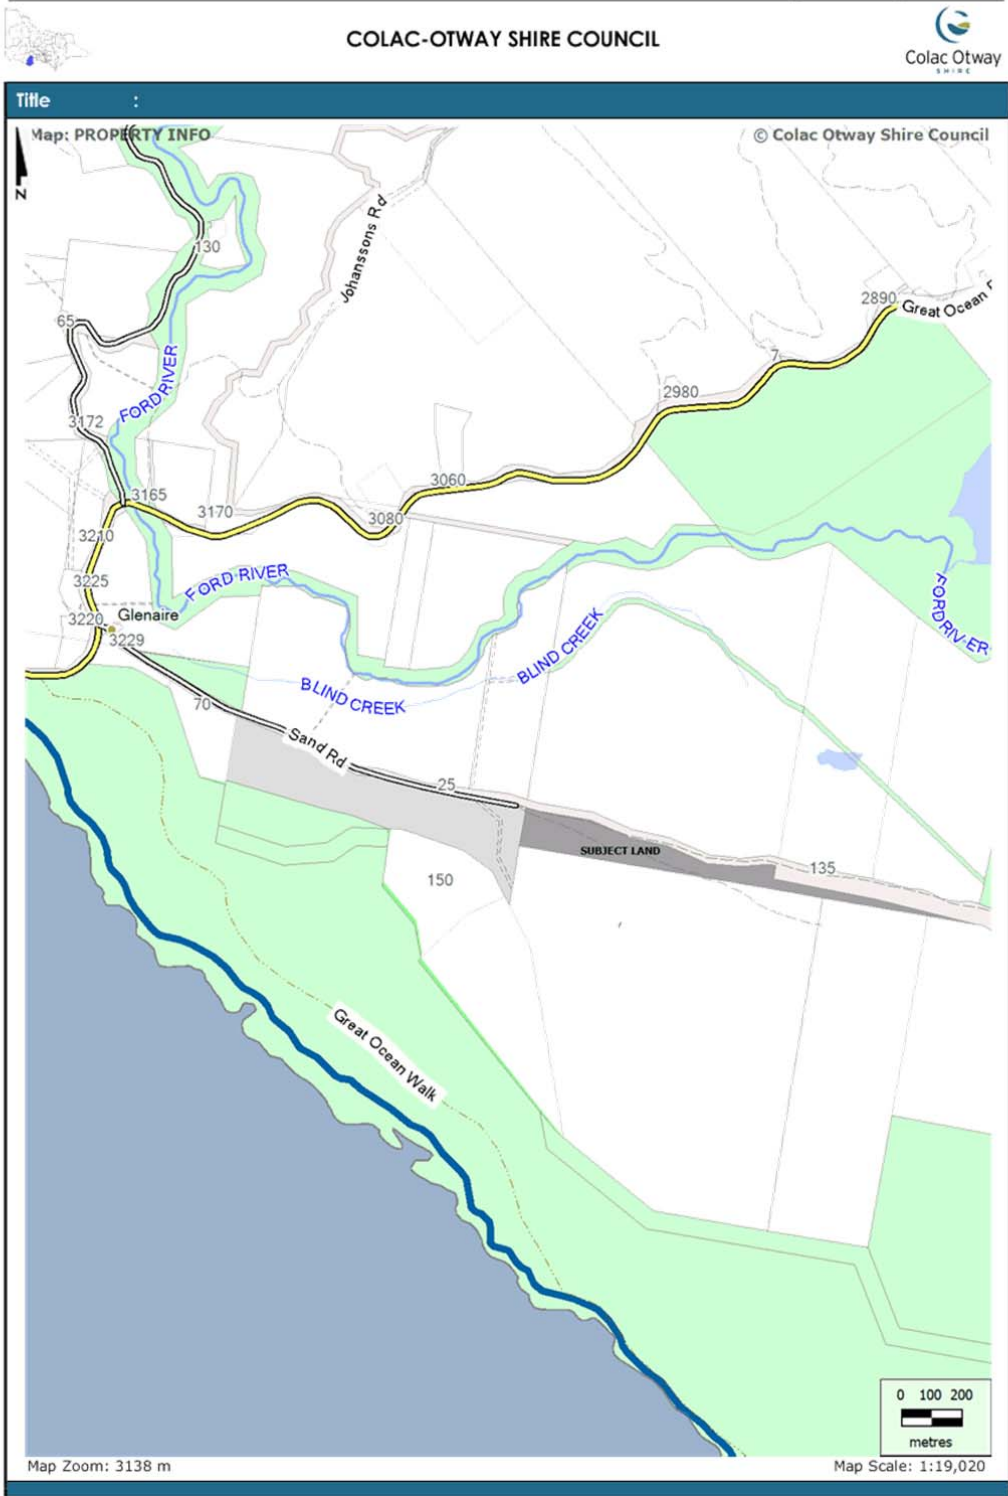 COLAC-OTWAY SHIRE COUNCIL
Colac Otway
SHIRE
Title :
Map: PROPERTY INFO
© Colac Otway Shire Council
N
130
Johanssons Rd
2890
Great Ocean
65
7
FORD RIVER
2980
3172
3060
3165
3170
3080
3210
3225
FORD RIVER
FORD RIVER
Glenaire
3220
3229
BLIND CREEK
BLIND CREEK
70
Sand Rd
25
SUBJECT LAND
135
150
Great Ocean Walk
0 100 200
metres
Map Zoom: 3138 m
Map Scale: 1:19,020